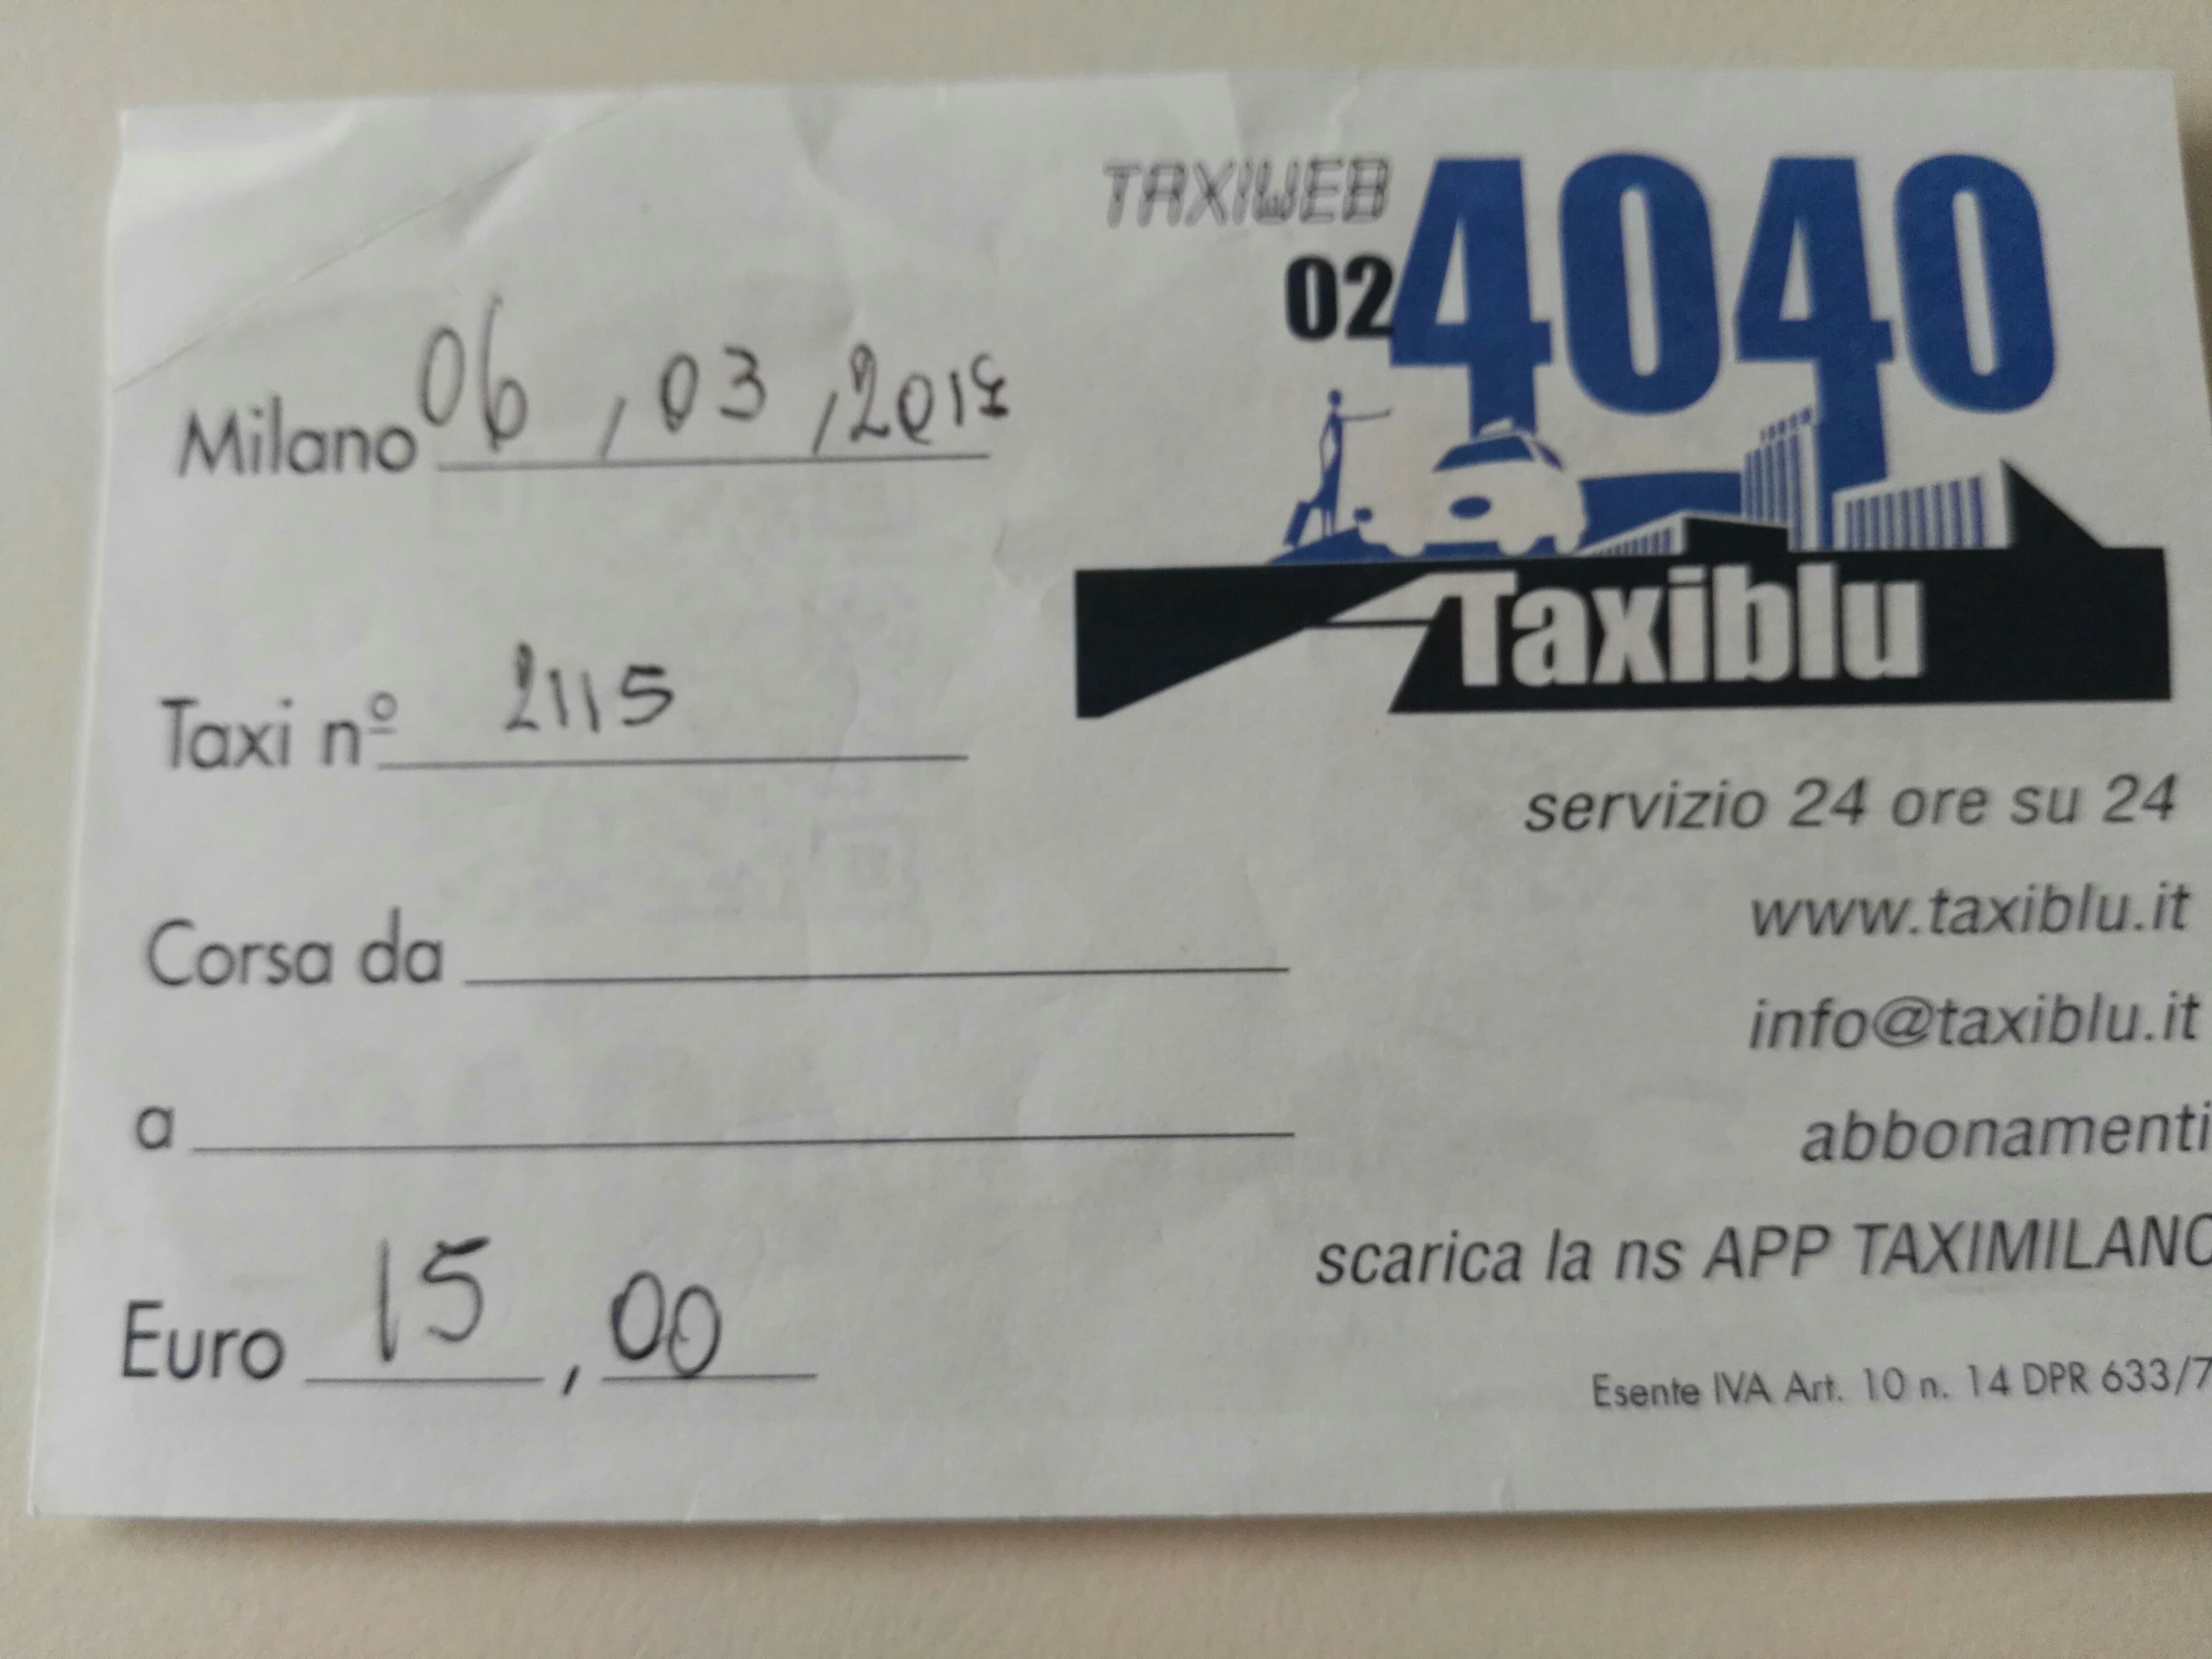 TAXIWEB
02 4040
Taxiblu
Milano 06, 03, 2018
Taxi nº 2115
Corsa da
a
Euro 15,00
servizio 24 ore su 24
www.taxiblu.it
info@taxiblu.it
abbonamenti
scarica la ns APP TAXIMILANO
Esente IVA Art. 10 n. 14 DPR 633/7